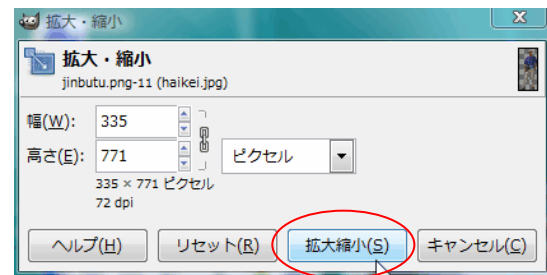 拡大・縮小
拡大・縮小
jinbutu.png-11 (haikei.jpg)
幅(W): 335
高さ(E): 771 ピクセル
335 × 771 ピクセル
72 dpi
ヘルプ(H) リセット(R) 拡大縮小(S) キャンセル(C)